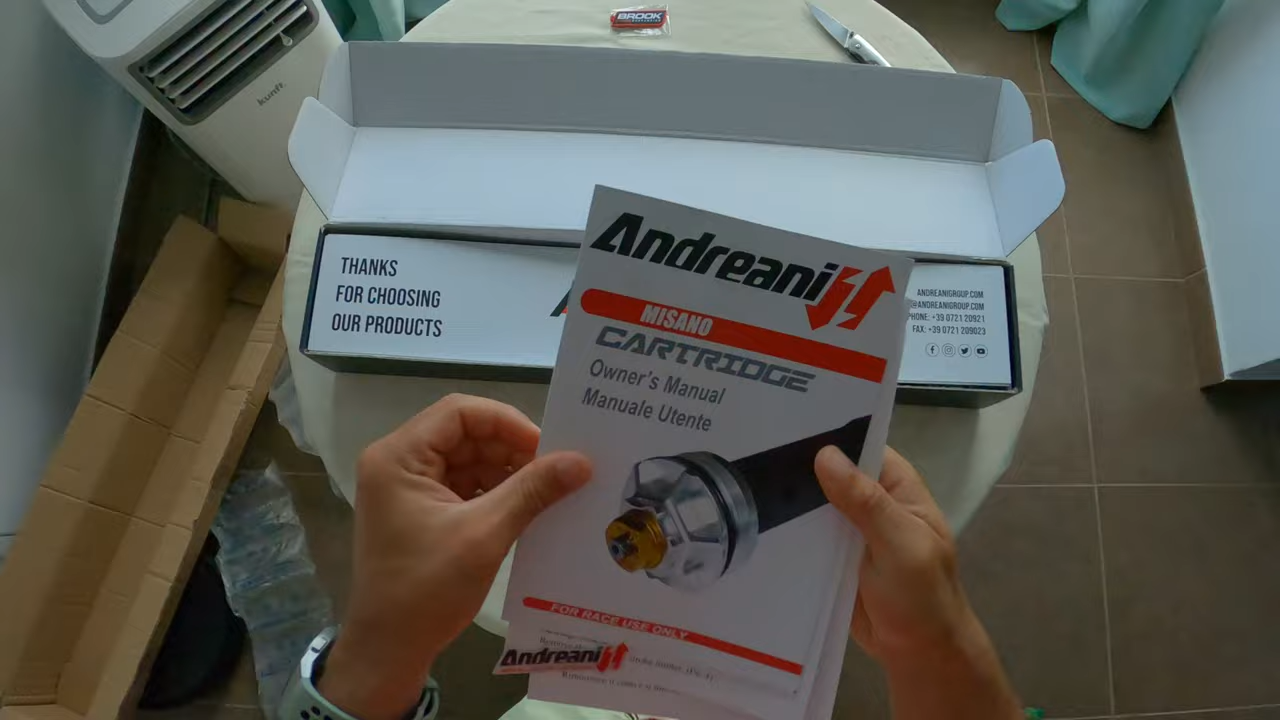 BROOK
kunft
THANKS
FOR CHOOSING
OUR PRODUCTS
Andreani
MISANO
CARTRIDGE
Owner's Manual
Manuale Utente
FOR RACE USE ONLY
Andreani
ANDREANIGROUP.COM
@ANDREANIGROUP.COM
PHONE: +39 0721 20921
FAX: +39 0721 209023